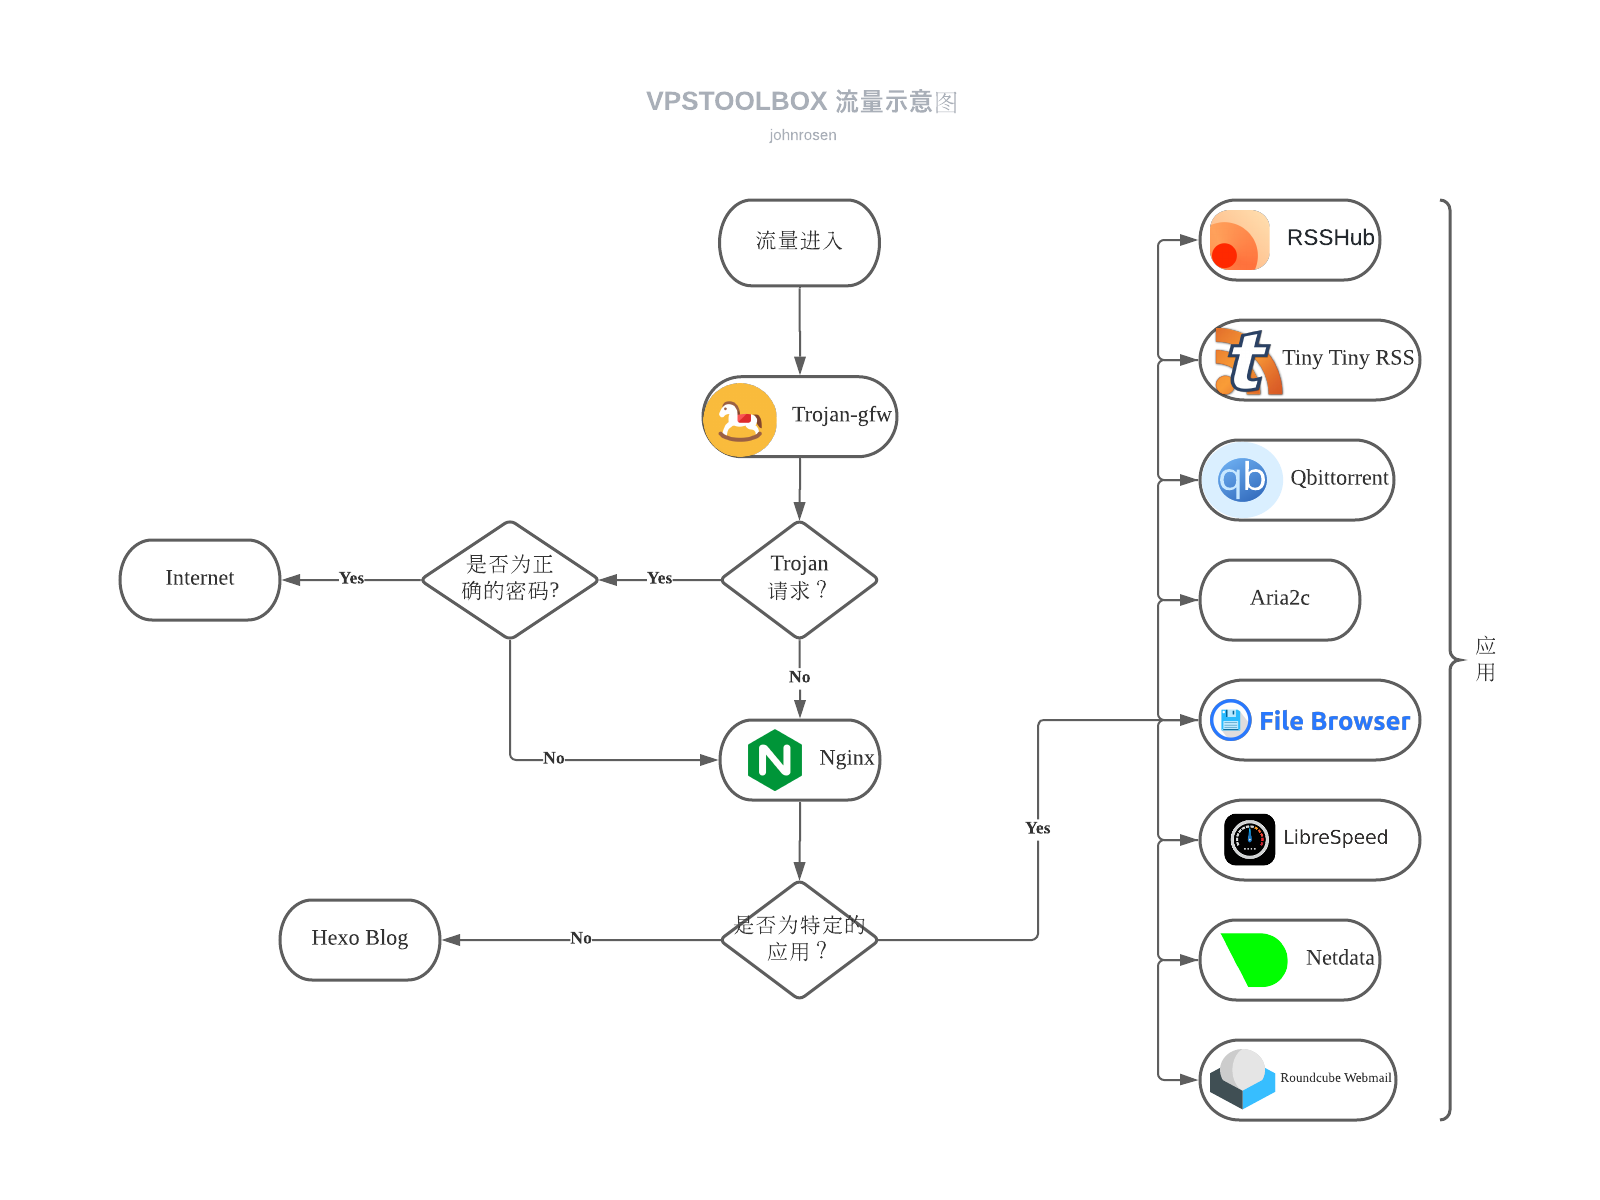 VPSTOOLBOX 流量示意图
johnrosen
流量进入
Trojan-gfw
Trojan
请求？
Yes
是否为正
确的密码?
Yes
Internet
No
No
Nginx
是否为特定的
应用？
No
Hexo Blog
Yes
RSSHub
t
Tiny Tiny RSS
qb
Qbittorrent
Aria2c
File Browser
LibreSpeed
Netdata
Roundcube Webmail
应
用